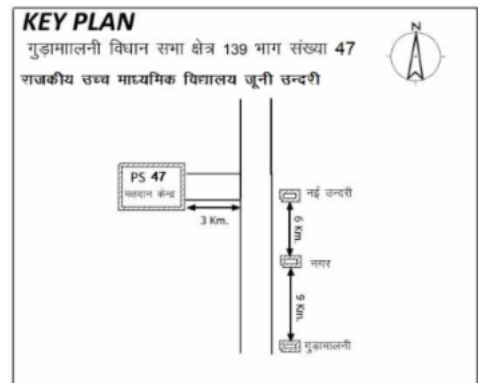 KEY PLAN
N
गुड़ामाालनी विधान सभा क्षेत्र 139 भाग संख्या 47
राजकीय उच्च माध्यमिक विद्यालय जूनी उन्दरी
PS 47
मतदान केन्द्र
3 Km.
नई उन्दरी
6 Km.
नगर
9 Km.
गुड़ामालनी